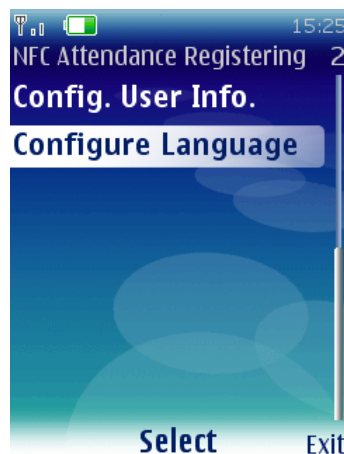 15:25
NFC Attendance Registering 2
Config. User Info.
Configure Language
Select
Exit